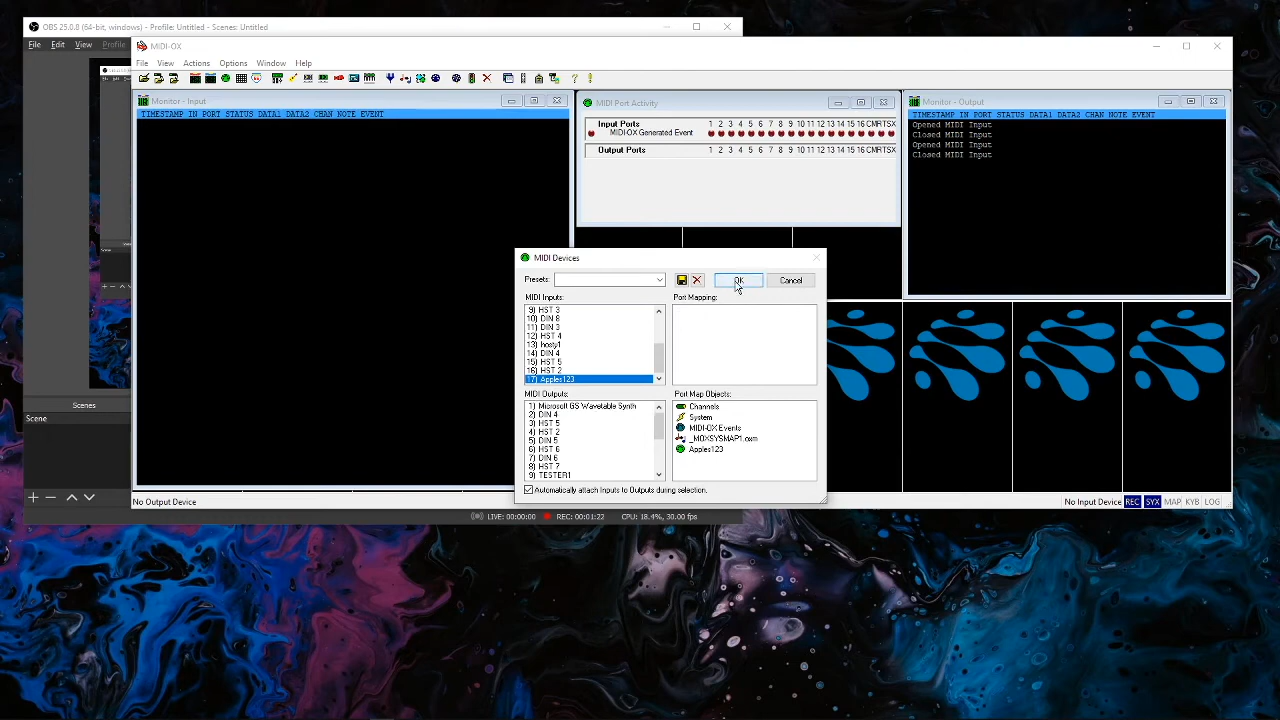 OBS 25.0.8 (64-bit, windows) - Profile: Untitled - Scenes: Untitled
File Edit View Profile
MIDI-OX
File View Actions Options Window Help
Monitor - Input
TIMESTAMP IN PORT STATUS DATA1 DATA2 CHAN NOTE EVENT
MIDI Port Activity
Input Ports 1 2 3 4 5 6 7 8 9 10 11 12 13 14 15 16 CMRTSX
MIDI-OX Generated Event
Output Ports 1 2 3 4 5 6 7 8 9 10 11 12 13 14 15 16 CMRTSX
Monitor - Output
TIMESTAMP IN PORT STATUS DATA1 DATA2 CHAN NOTE EVENT
Opened MIDI Input
Closed MIDI Input
Opened MIDI Input
Closed MIDI Input
MIDI Devices
Presets:
OK
Cancel
MIDI Inputs:
9) HST 3
10) DIN 8
11) DIN 3
12) HST 4
13) hosty1
14) DIN 4
15) HST 5
16) HST 2
17) Apples123
Port Mapping:
MIDI Outputs:
1) Microsoft GS Wavetable Synth
2) DIN 4
3) HST 5
4) HST 2
5) DIN 5
6) HST 6
7) DIN 6
8) HST 7
9) TESTER1
Port Map Objects:
Channels
System
MIDI-OX Events
_MOXSYSMAP1.oxm
Apples123
Automatically attach Inputs to Outputs during selection.
Scenes
Scene
No Output Device
No Input Device REC SYX MAP KYB LOG
LIVE: 00:00:00 REC: 00:01:22 CPU: 18.4%, 30.00 fps